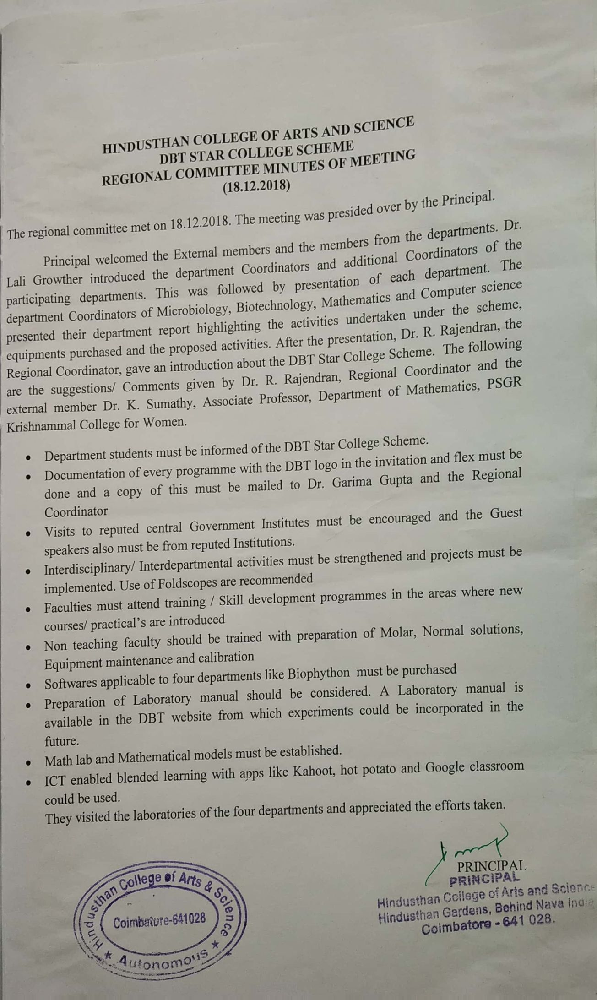 HINDUSTHAN COLLEGE OF ARTS AND SCIENCE
DBT STAR COLLEGE SCHEME
REGIONAL COMMITTEE MINUTES OF MEETING
(18.12.2018)
The regional committee met on 18.12.2018. The meeting was presided over by the Principal.
Principal welcomed the External members and the members from the departments. Dr.
Lali Growther introduced the department Coordinators and additional Coordinators of the
participating departments. This was followed by presentation of each department. The
department Coordinators of Microbiology, Biotechnology, Mathematics and Computer science
presented their department report highlighting the activities undertaken under the scheme,
equipments purchased and the proposed activities. After the presentation, Dr. R. Rajendran, the
Regional Coordinator, gave an introduction about the DBT Star College Scheme. The following
are the suggestions/ Comments given by Dr. R. Rajendran, Regional Coordinator and the
external member Dr. K. Sumathy, Associate Professor, Department of Mathematics, PSGR
Krishnammal College for Women.
• Department students must be informed of the DBT Star College Scheme.
• Documentation of every programme with the DBT logo in the invitation and flex must be
done and a copy of this must be mailed to Dr. Garima Gupta and the Regional
Coordinator
• Visits to reputed central Government Institutes must be encouraged and the Guest
speakers also must be from reputed Institutions.
• Interdisciplinary/ Interdepartmental activities must be strengthened and projects must be
implemented. Use of Foldscopes are recommended
• Faculties must attend training / Skill development programmes in the areas where new
courses/ practical’s are introduced
• Non teaching faculty should be trained with preparation of Molar, Normal solutions,
Equipment maintenance and calibration
• Softwares applicable to four departments like Biophython must be purchased
• Preparation of Laboratory manual should be considered. A Laboratory manual is
available in the DBT website from which experiments could be incorporated in the
future.
• Math lab and Mathematical models must be established.
• ICT enabled blended learning with apps like Kahoot, hot potato and Google classroom
could be used.
They visited the laboratories of the four departments and appreciated the efforts taken.
PRINCIPAL
PRINCIPAL
Hindusthan College of Arts and Science
Hindusthan Gardens, Behind Nava India
Coimbatore - 641 028.
Hindusthan College of Arts & Science
Coimbatore-641028
★ Autonomous ★